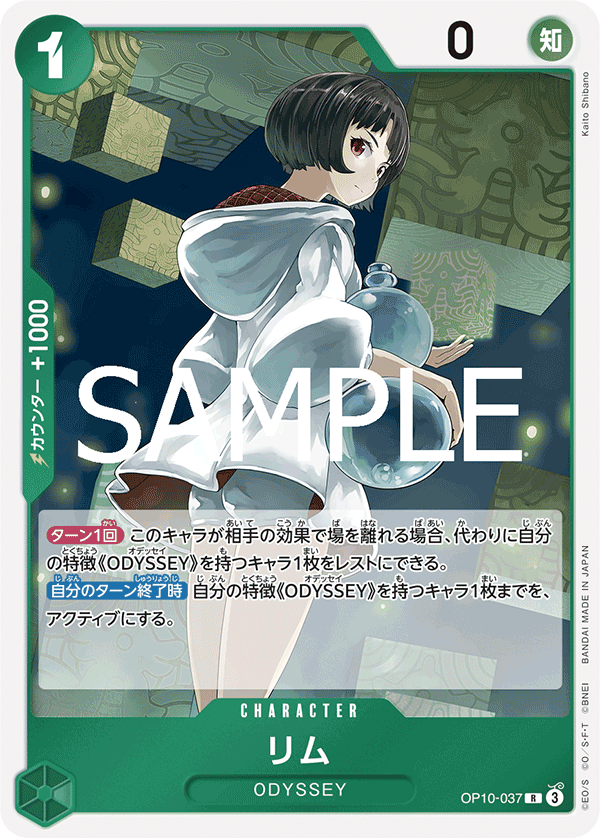 1
0
知
Kaito Shibano
カウンター +1000
SAMPLE
ターン1回 このキャラが相手の効果で場を離れる場合、代わりに自分
の特徴《ODYSSEY》を持つキャラ1枚をレストにできる。
自分のターン終了時 自分の特徴《ODYSSEY》を持つキャラ1枚までを、
アクティブにする。
CHARACTER
リム
ODYSSEY
OP10-037 R 3
©EO/S ©O/S・F・T ©BNEI BANDAI MADE IN JAPAN